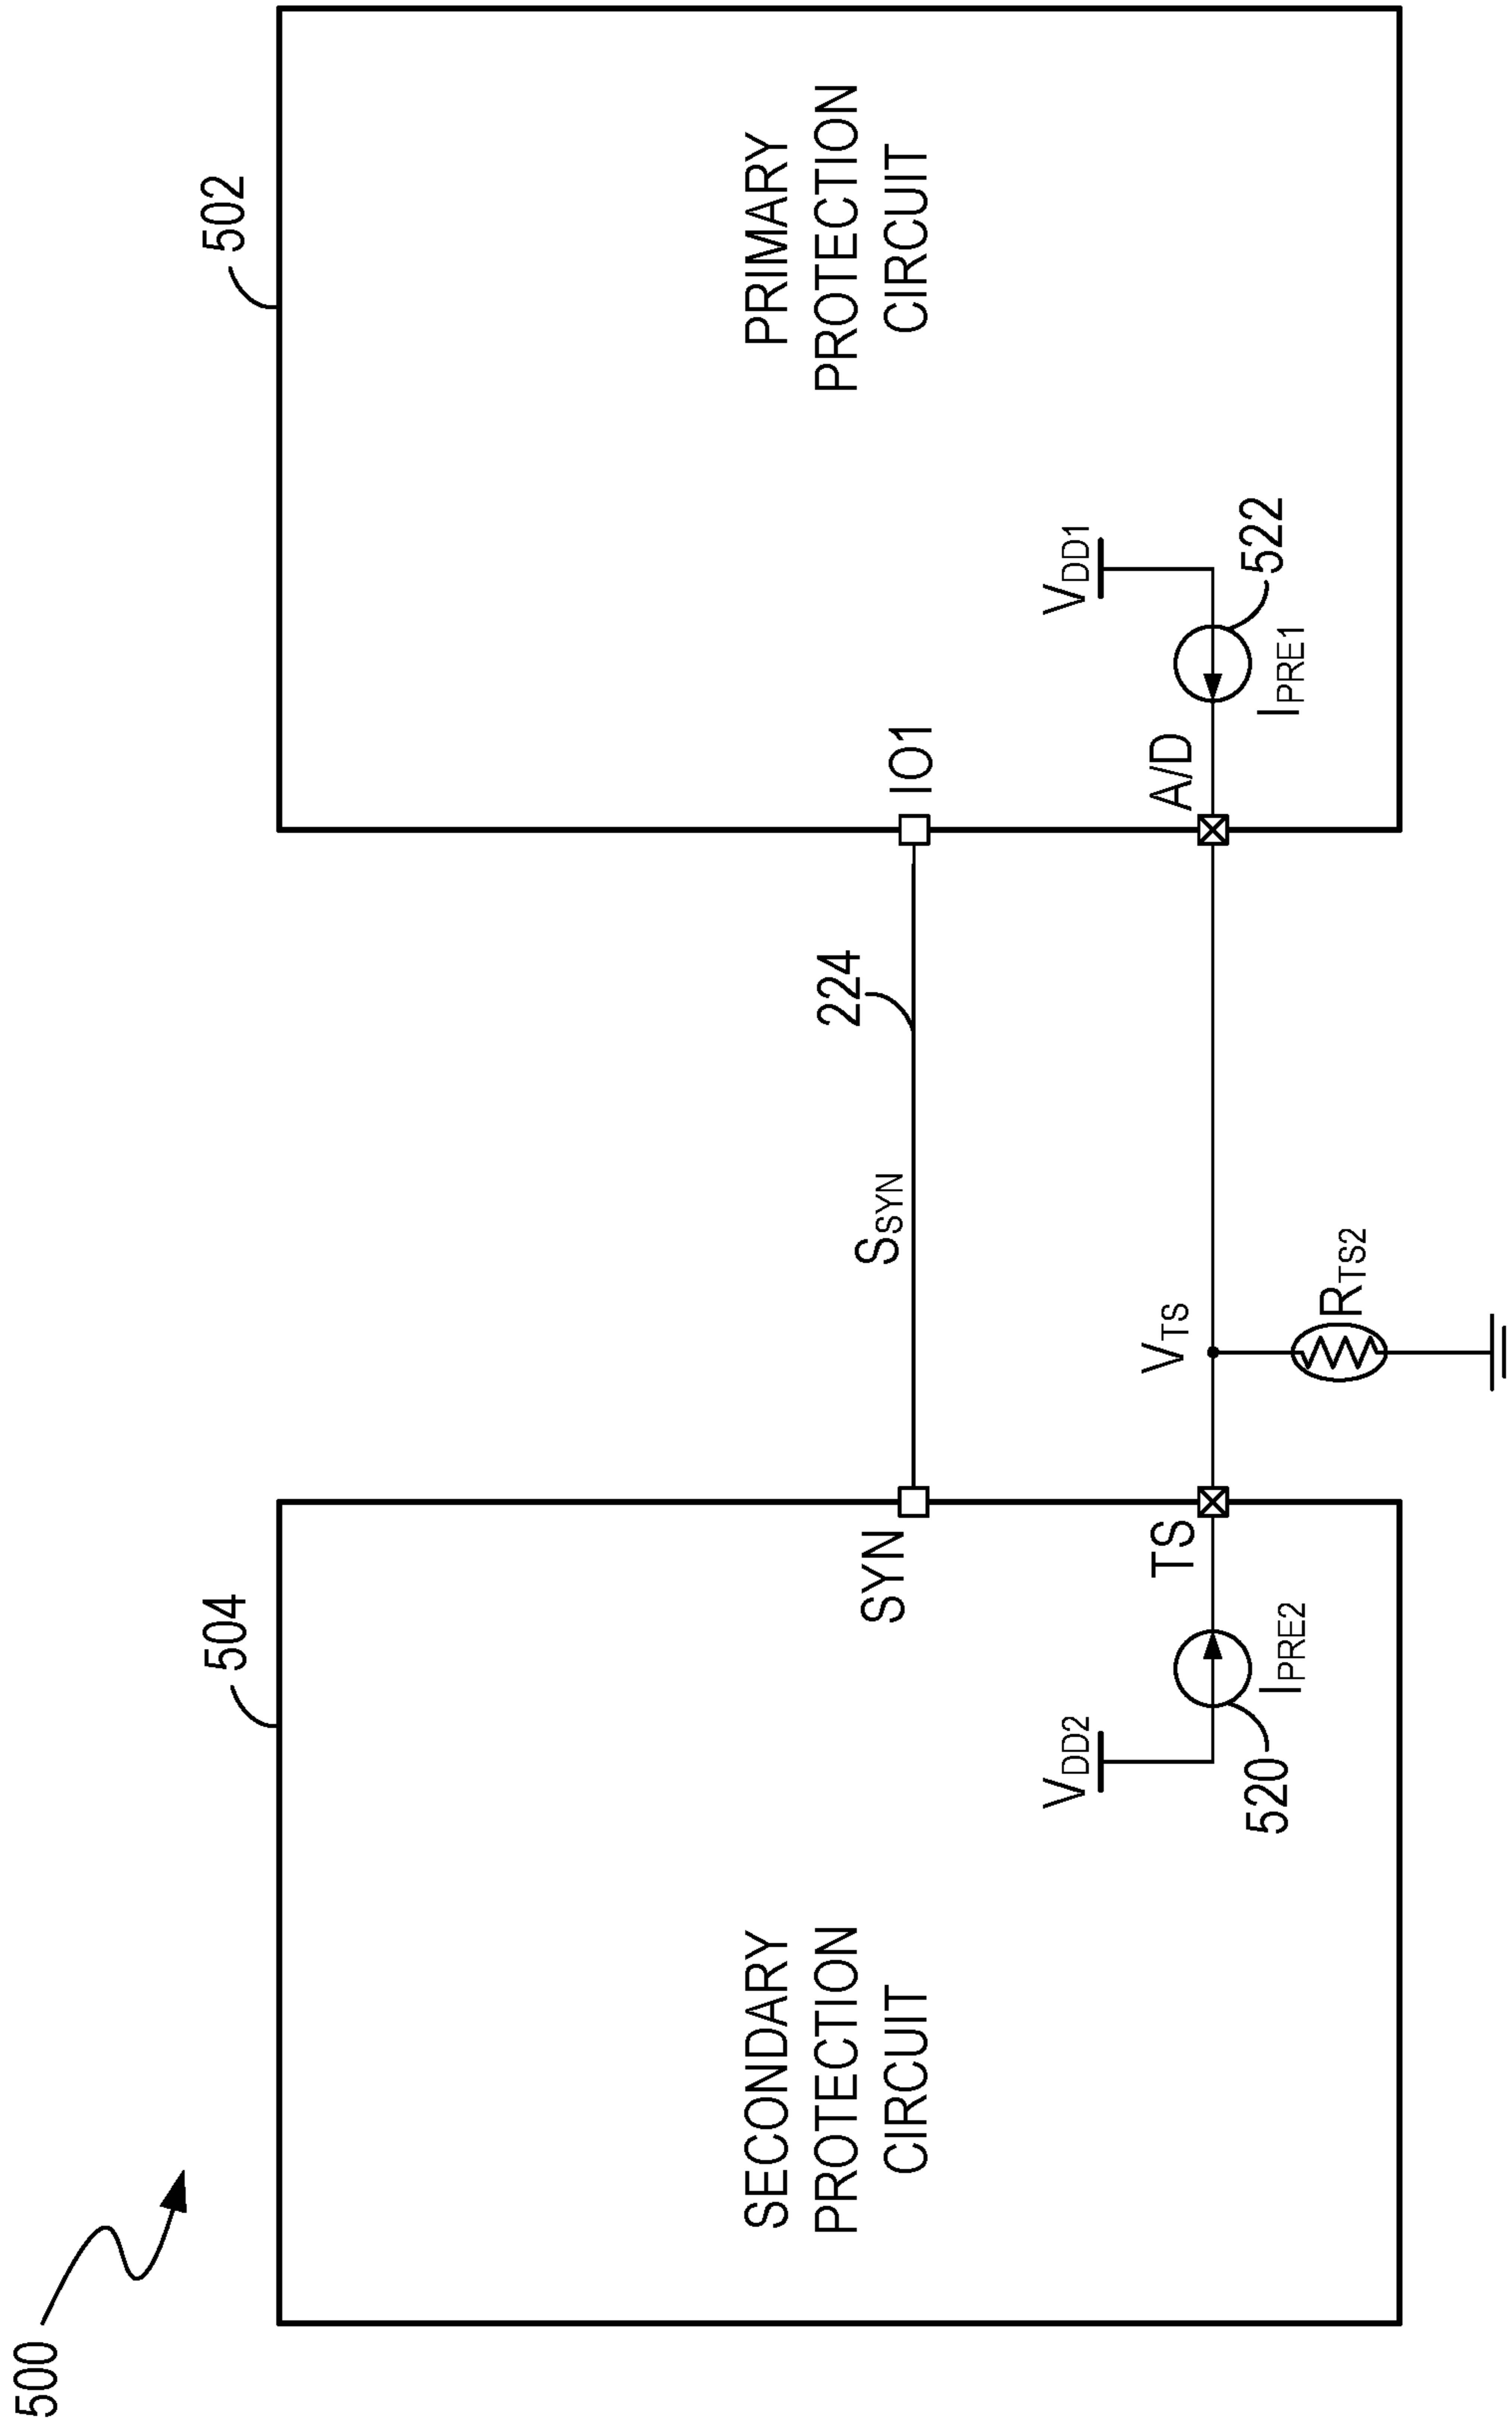 500
504
502
SECONDARY
PROTECTION
CIRCUIT
PRIMARY
PROTECTION
CIRCUIT
224
SSYN
SYN
IO1
VDD2
VDD1
TS
VTS
A/D
520
IPRE2
RTS2
IPRE1
522